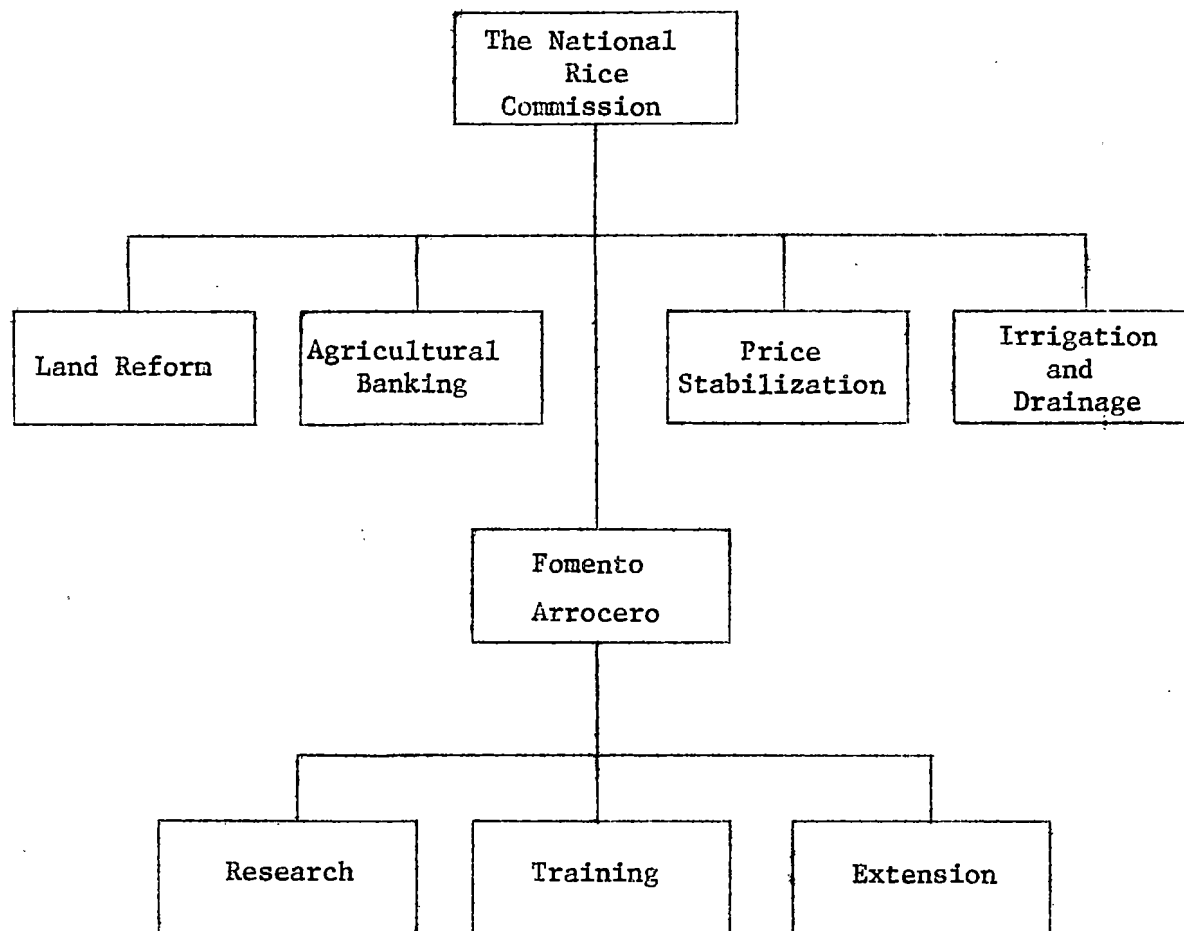 The National
Rice
Commission
Land Reform
Agricultural
Banking
Price
Stabilization
Irrigation
and
Drainage
Fomento
Arrocero
Research
Training
Extension